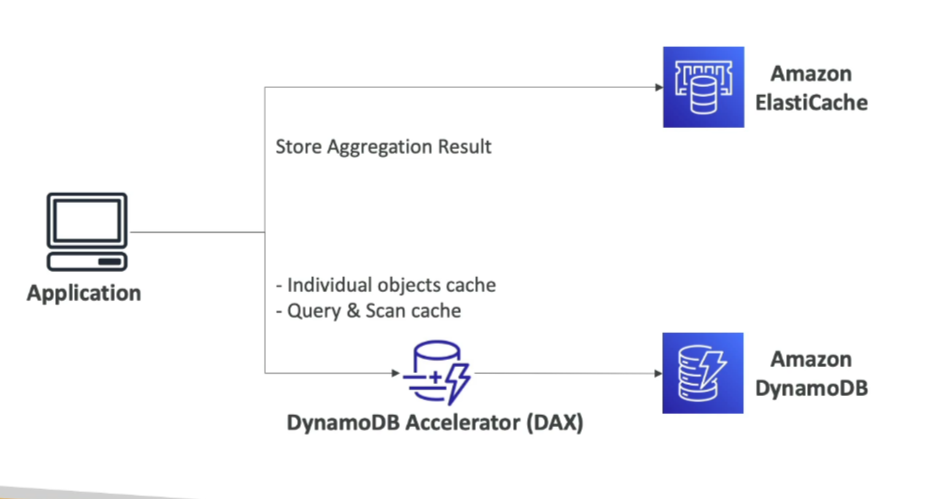 Amazon
ElastiCache
Store Aggregation Result
Application
- Individual objects cache
- Query & Scan cache
Amazon
DynamoDB
DynamoDB Accelerator (DAX)